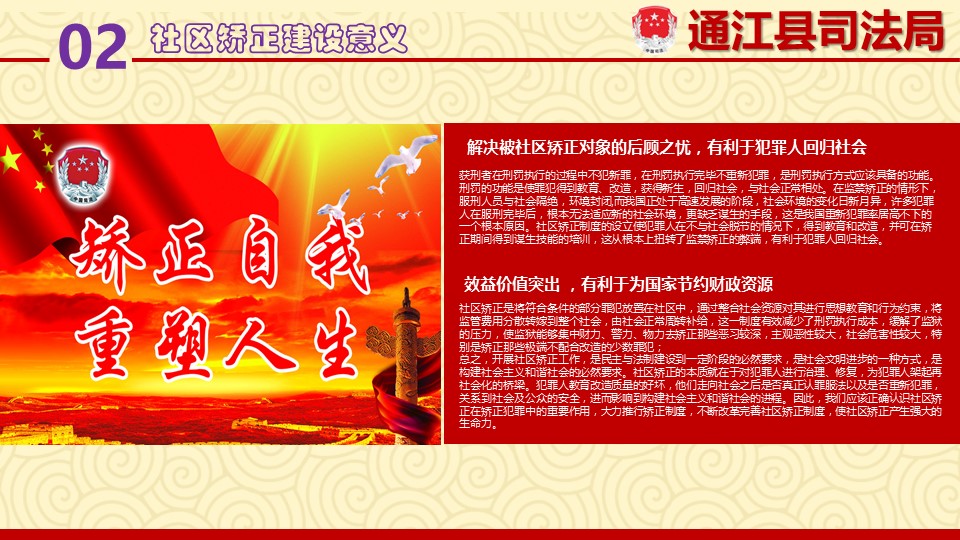 02
社区矫正建设意义
通江县司法局
矫正自我
重塑人生
解决被社区矫正对象的后顾之忧，有利于犯罪人回归社会
获刑者在刑罚执行的过程中不犯新罪，在刑罚执行完毕不重新犯罪，是刑罚执行方式应该具备的功能。
刑罚的功能是使罪犯得到教育、改造，获得新生，回归社会，与社会正常相处。在监禁矫正的情形下，
服刑人员与社会隔绝，环境封闭,而我国正处于高速发展的阶段，社会环境的变化日新月异，许多犯罪
人在服刑完毕后，根本无法适应新的社会环境，更缺乏谋生的手段，这是我国重新犯罪率居高不下的
一个根本原因。社区矫正制度的设立使犯罪人在不与社会脱节的情况下，得到教育和改造，并可在矫
正期间得到谋生技能的培训，这从根本上扭转了监禁矫正的弊端，有利于犯罪人回归社会。
效益价值突出 ，有利于为国家节约财政资源
社区矫正是将符合条件的部分罪犯放置在社区中，通过整合社会资源对其进行思想教育和行为约束，将
监管费用分散转嫁到整个社会，由社会正常周转补给，这一制度有效减少了刑罚执行成本，缓解了监狱
的压力，使监狱能够集中财力、警力、物力去矫正那些恶习较深，主观恶性较大，社会危害性较大，特
别是矫正那些极端不配合改造的少数罪犯；
总之，开展社区矫正工作，是民主与法制建设到一定阶段的必然要求，是社会文明进步的一种方式，是
构建社会主义和谐社会的必然要求。社区矫正的本质就在于对犯罪人进行治理、修复，为犯罪人架起再
社会化的桥梁。犯罪人教育改造质量的好坏，他们走向社会之后是否真正认罪服法以及是否重新犯罪，
关系到社会及公众的安全，进而影响到构建社会主义和谐社会的进程。因此，我们应该正确认识社区矫
正在矫正犯罪中的重要作用，大力推行矫正制度，不断改革完善社区矫正制度，使社区矫正产生强大的
生命力。